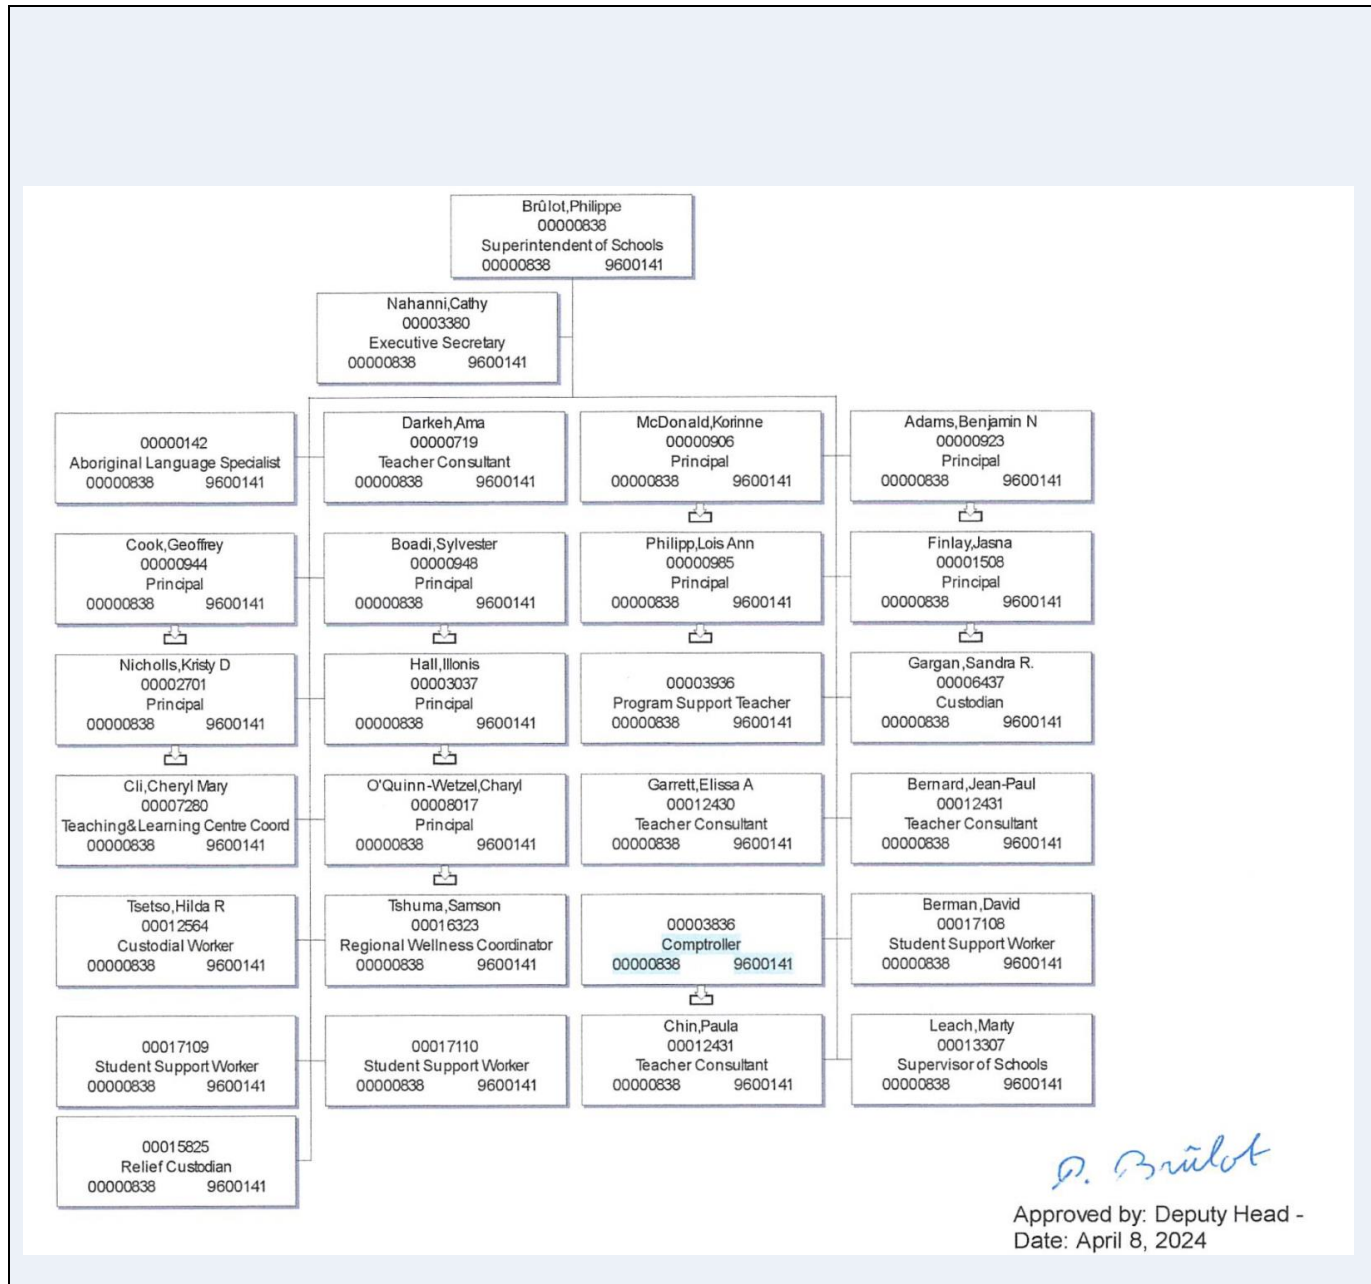 Brûlot,Philippe
00000838
Superintendent of Schools
00000838 9600141
Nahanni,Cathy
00003380
Executive Secretary
00000838 9600141
00000142
Aboriginal Language Specialist
00000838 9600141
Darkeh,Ama
00000719
Teacher Consultant
00000838 9600141
McDonald,Korinne
00000906
Principal
00000838 9600141
Adams,Benjamin N
00000923
Principal
00000838 9600141
Cook,Geoffrey
00000944
Principal
00000838 9600141
Boadi,Sylvester
00000948
Principal
00000838 9600141
Philipp,Lois Ann
00000985
Principal
00000838 9600141
Finlay,Jasna
00001508
Principal
00000838 9600141
Nicholls,Kristy D
00002701
Principal
00000838 9600141
Hall,Illonis
00003037
Principal
00000838 9600141
00003936
Program Support Teacher
00000838 9600141
Gargan,Sandra R.
00006437
Custodian
00000838 9600141
Cli,Cheryl Mary
00007280
Teaching&Learning Centre Coord
00000838 9600141
O'Quinn-Wetzel,Charyl
00008017
Principal
00000838 9600141
Garrett,Elissa A
00012430
Teacher Consultant
00000838 9600141
Bernard,Jean-Paul
00012431
Teacher Consultant
00000838 9600141
Tsetso,Hilda R
00012564
Custodial Worker
00000838 9600141
Tshuma,Samson
00016323
Regional Wellness Coordinator
00000838 9600141
00003836
Comptroller
00000838 9600141
Berman,David
00017108
Student Support Worker
00000838 9600141
00017109
Student Support Worker
00000838 9600141
00017110
Student Support Worker
00000838 9600141
Chin,Paula
00012431
Teacher Consultant
00000838 9600141
Leach,Marty
00013307
Supervisor of Schools
00000838 9600141
00015825
Relief Custodian
00000838 9600141
P. Brûlot
Approved by: Deputy Head -
Date: April 8, 2024